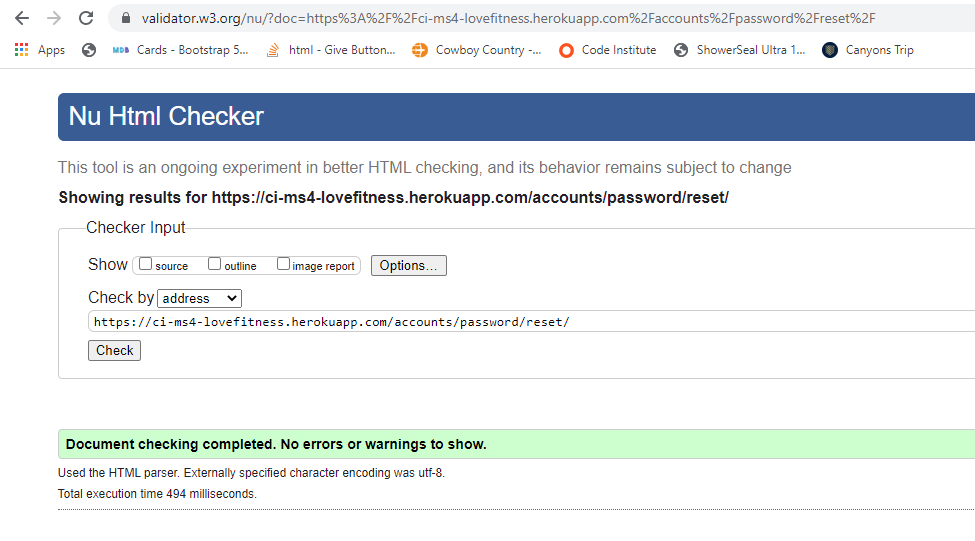 validator.w3.org/nu/?doc=https%3A%2F%2Fci-ms4-lovefitness.herokuapp.com%2Faccounts%2Fpassword%2Freset%2F
Apps MDB Cards - Bootstrap 5... html - Give Button... Cowboy Country -... Code Institute ShowerSeal Ultra 1... Canyons Trip
Nu Html Checker
This tool is an ongoing experiment in better HTML checking, and its behavior remains subject to change
Showing results for https://ci-ms4-lovefitness.herokuapp.com/accounts/password/reset/
Checker Input
Show source outline image report Options...
Check by address
https://ci-ms4-lovefitness.herokuapp.com/accounts/password/reset/
Check
Document checking completed. No errors or warnings to show.
Used the HTML parser. Externally specified character encoding was utf-8.
Total execution time 494 milliseconds.